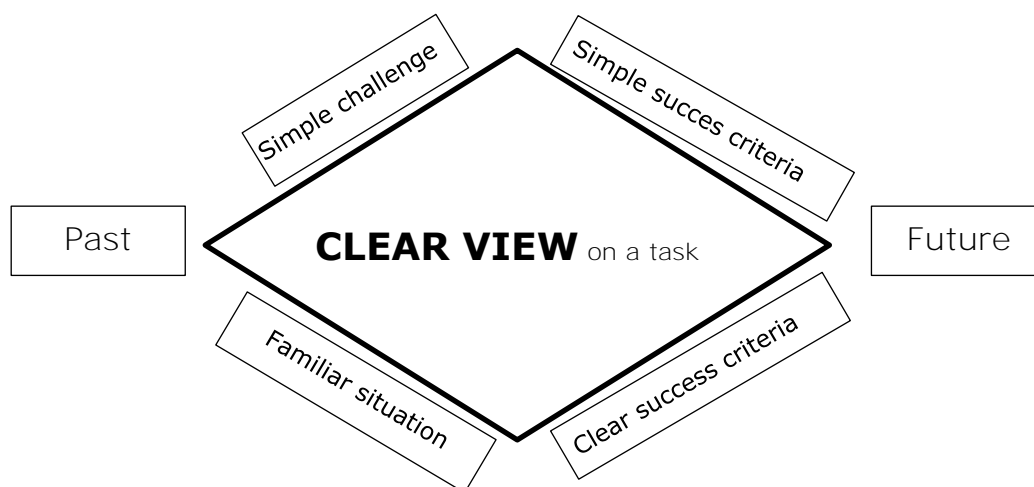 Simple challenge
Simple succes criteria
Past
CLEAR VIEW on a task
Future
Familiar situation
Clear success criteria